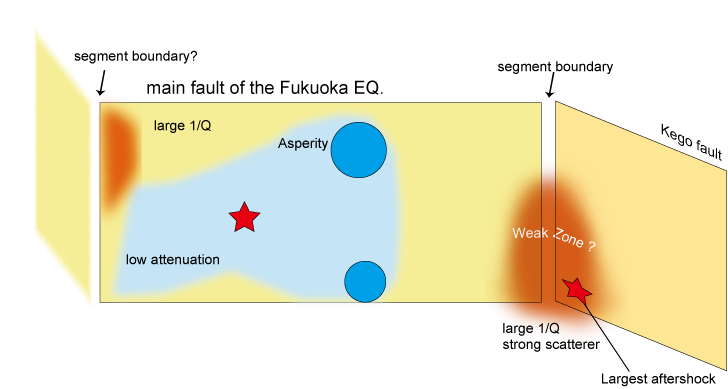 segment boundary?
segment boundary
main fault of the Fukuoka EQ.
large 1/Q
Asperity
Kego fault
Weak Zone ?
low attenuation
large 1/Q
strong scatterer
Largest aftershock